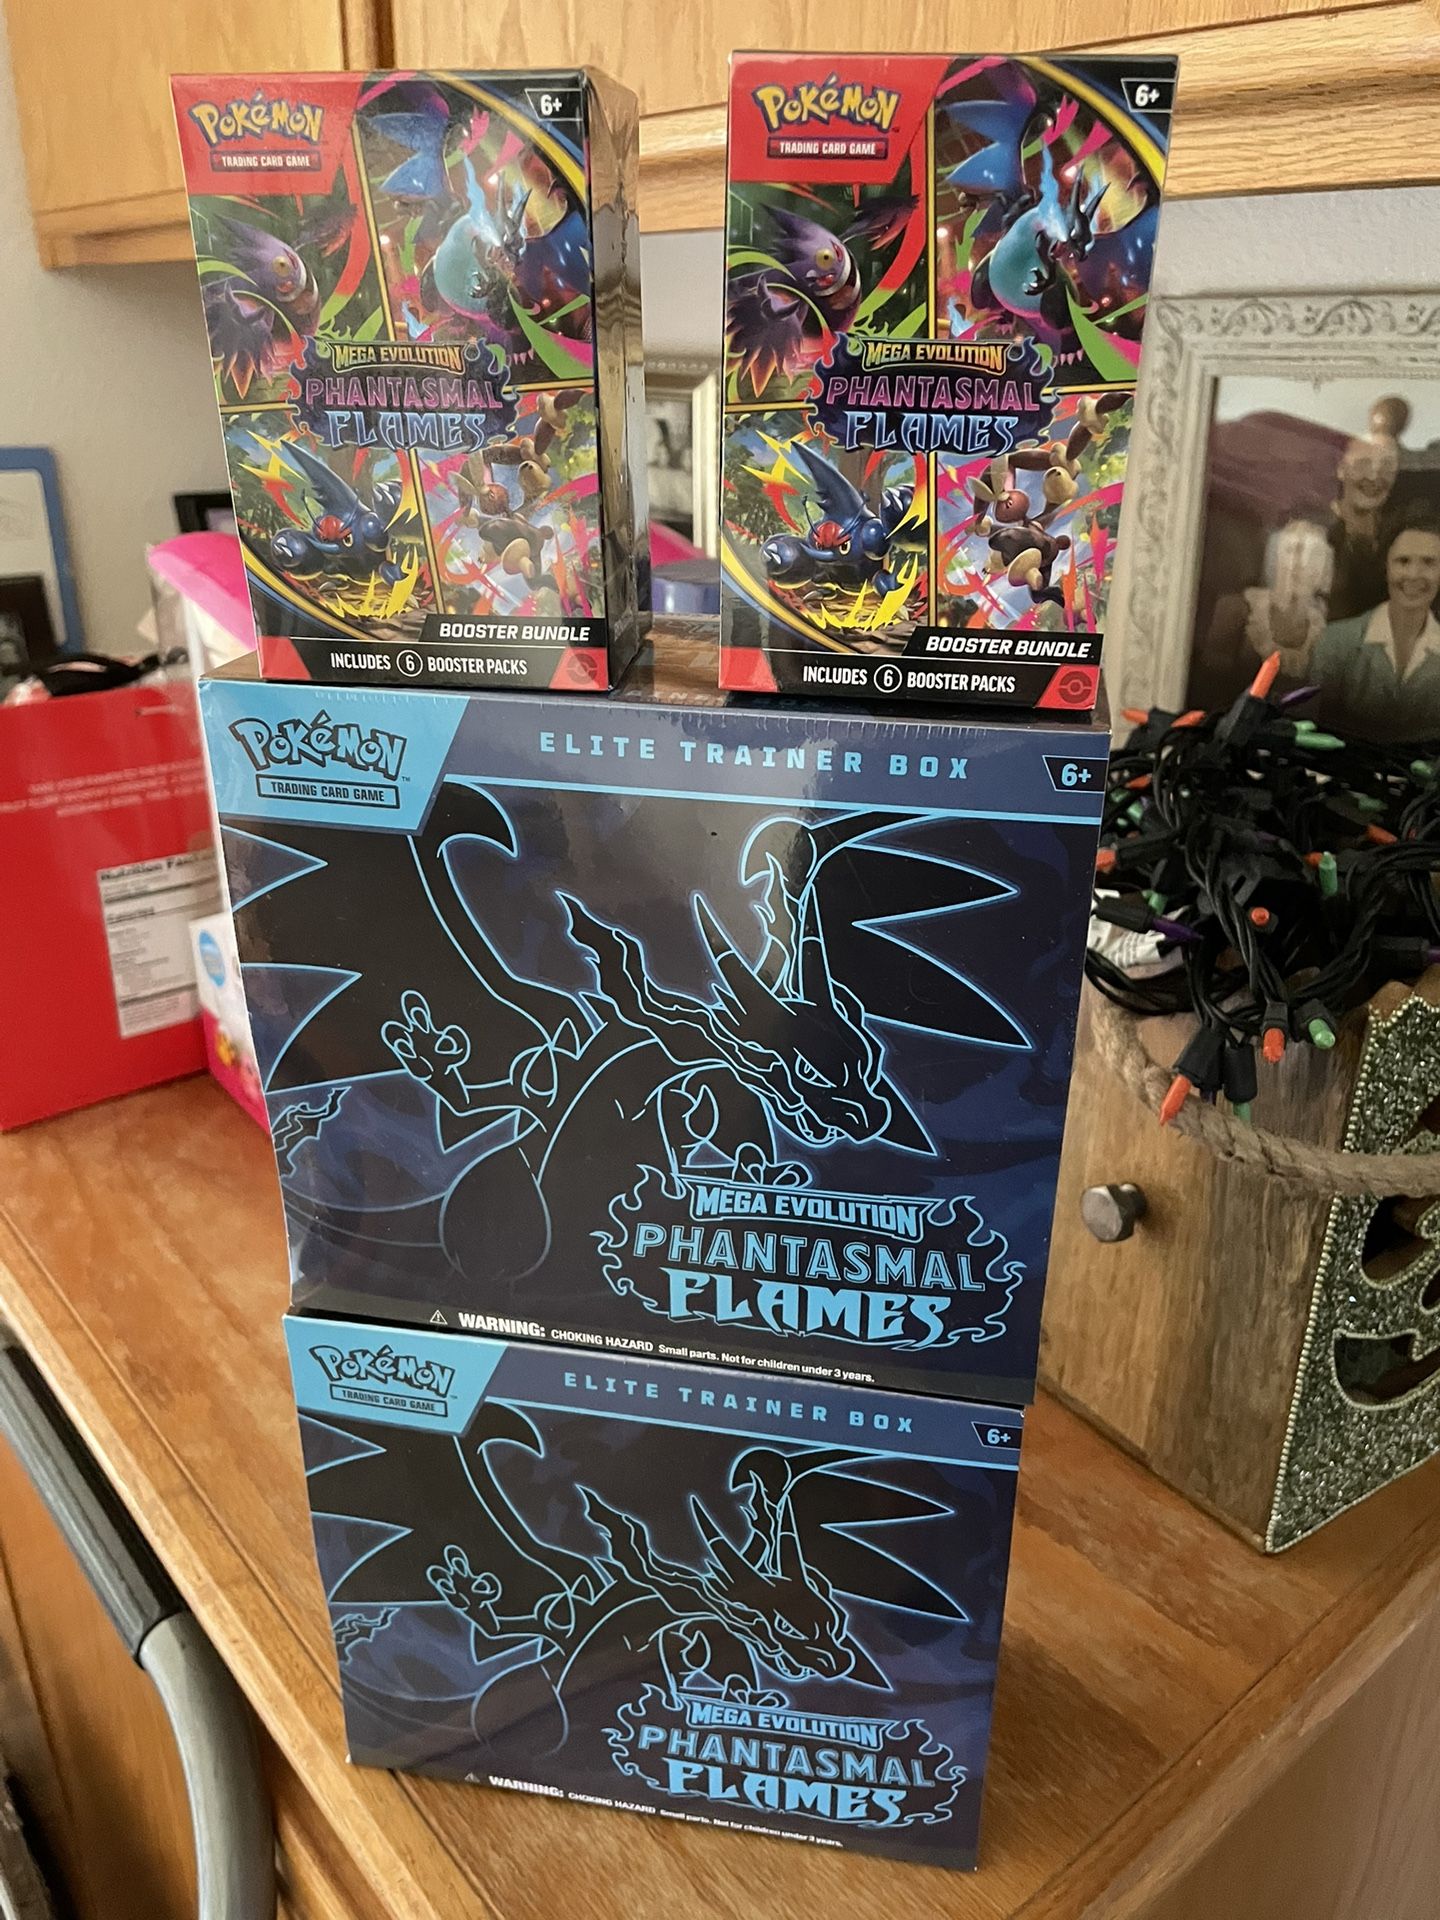 POKéMON
TRADING CARD GAME
6+
MEGA EVOLUTION
PHANTASMAL
FLAMES
BOOSTER BUNDLE
INCLUDES 6 BOOSTER PACKS
POKéMON
TRADING CARD GAME
6+
MEGA EVOLUTION
PHANTASMAL
FLAMES
BOOSTER BUNDLE
INCLUDES 6 BOOSTER PACKS
POKéMON™
TRADING CARD GAME
ELITE TRAINER BOX
6+
MEGA EVOLUTION
PHANTASMAL
FLAMES
⚠ WARNING: CHOKING HAZARD Small parts. Not for children under 3 years.
POKéMON™
TRADING CARD GAME
ELITE TRAINER BOX
6+
MEGA EVOLUTION
PHANTASMAL
FLAMES
⚠ WARNING: CHOKING HAZARD Small parts. Not for children under 3 years.
Nutrition